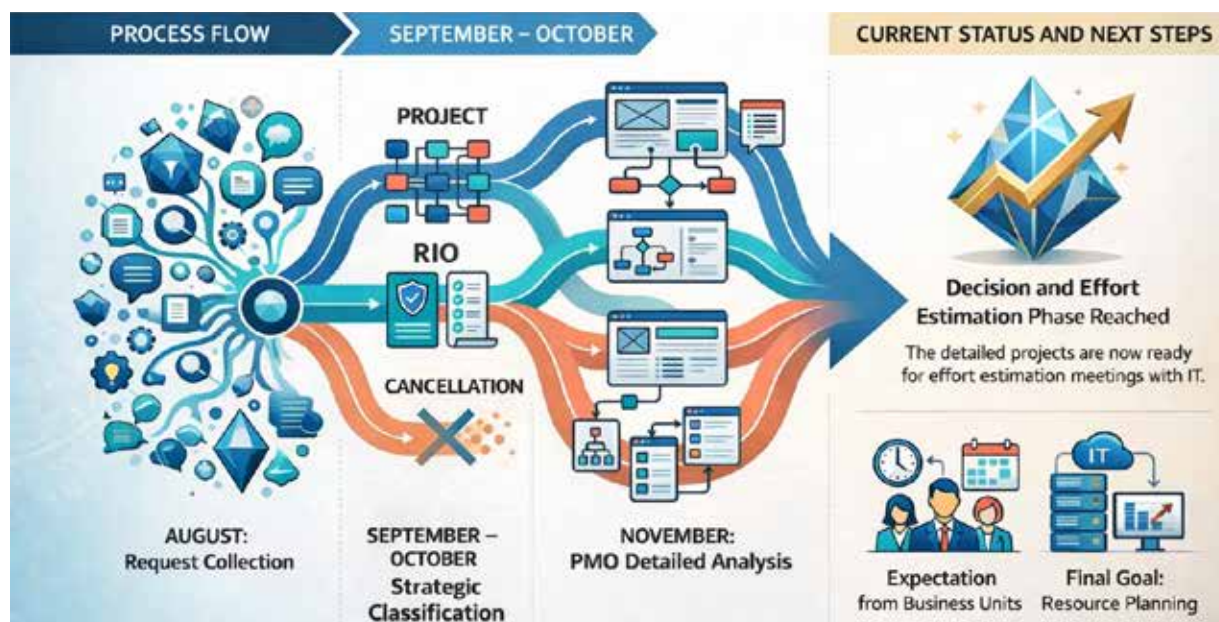 PROCESS FLOW
SEPTEMBER – OCTOBER
CURRENT STATUS AND NEXT STEPS
PROJECT
RIO
CANCELLATION
AUGUST:
Request Collection
SEPTEMBER –
OCTOBER
Strategic
Classification
NOVEMBER:
PMO Detailed Analysis
Decision and Effort
Estimation Phase Reached
The detailed projects are now ready
for effort estimation meetings with IT.
IT
Expectation
from Business Units
Final Goal:
Resource Planning